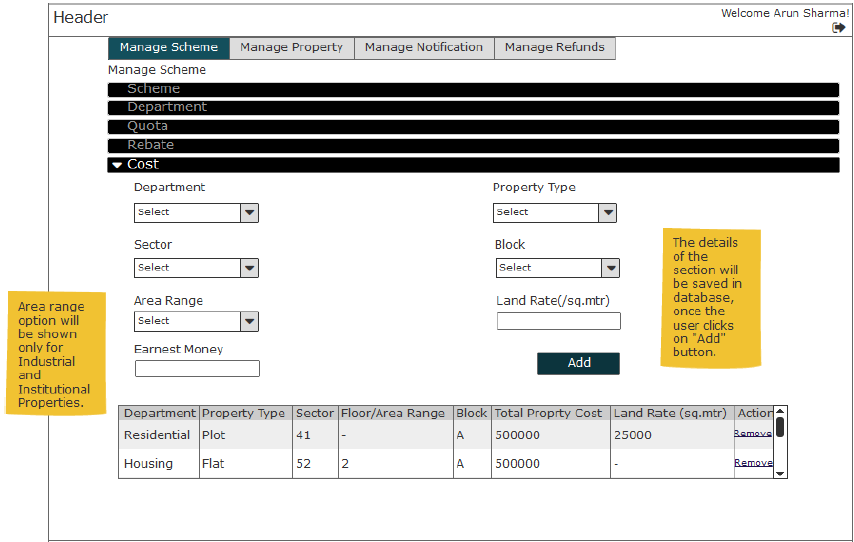 Header
Welcome Arun Sharma!
Manage Scheme Manage Property Manage Notification Manage Refunds
Manage Scheme
Scheme
Department
Quota
Rebate
Cost
Department Property Type
Select Select
Sector Block
Select Select
Area Range Land Rate(/sq.mtr)
Select
Earnest Money
Add
The details
of the
section will
be saved in
database,
once the
user clicks
on "Add"
button.
Area range
option will
be shown
only for
Industrial
and
Institutional
Properties.
Department Property Type Sector Floor/Area Range Block Total Proprty Cost Land Rate (sq.mtr) Action
Residential Plot 41 - A 500000 25000 Remove
Housing Flat 52 2 A 500000 - Remove